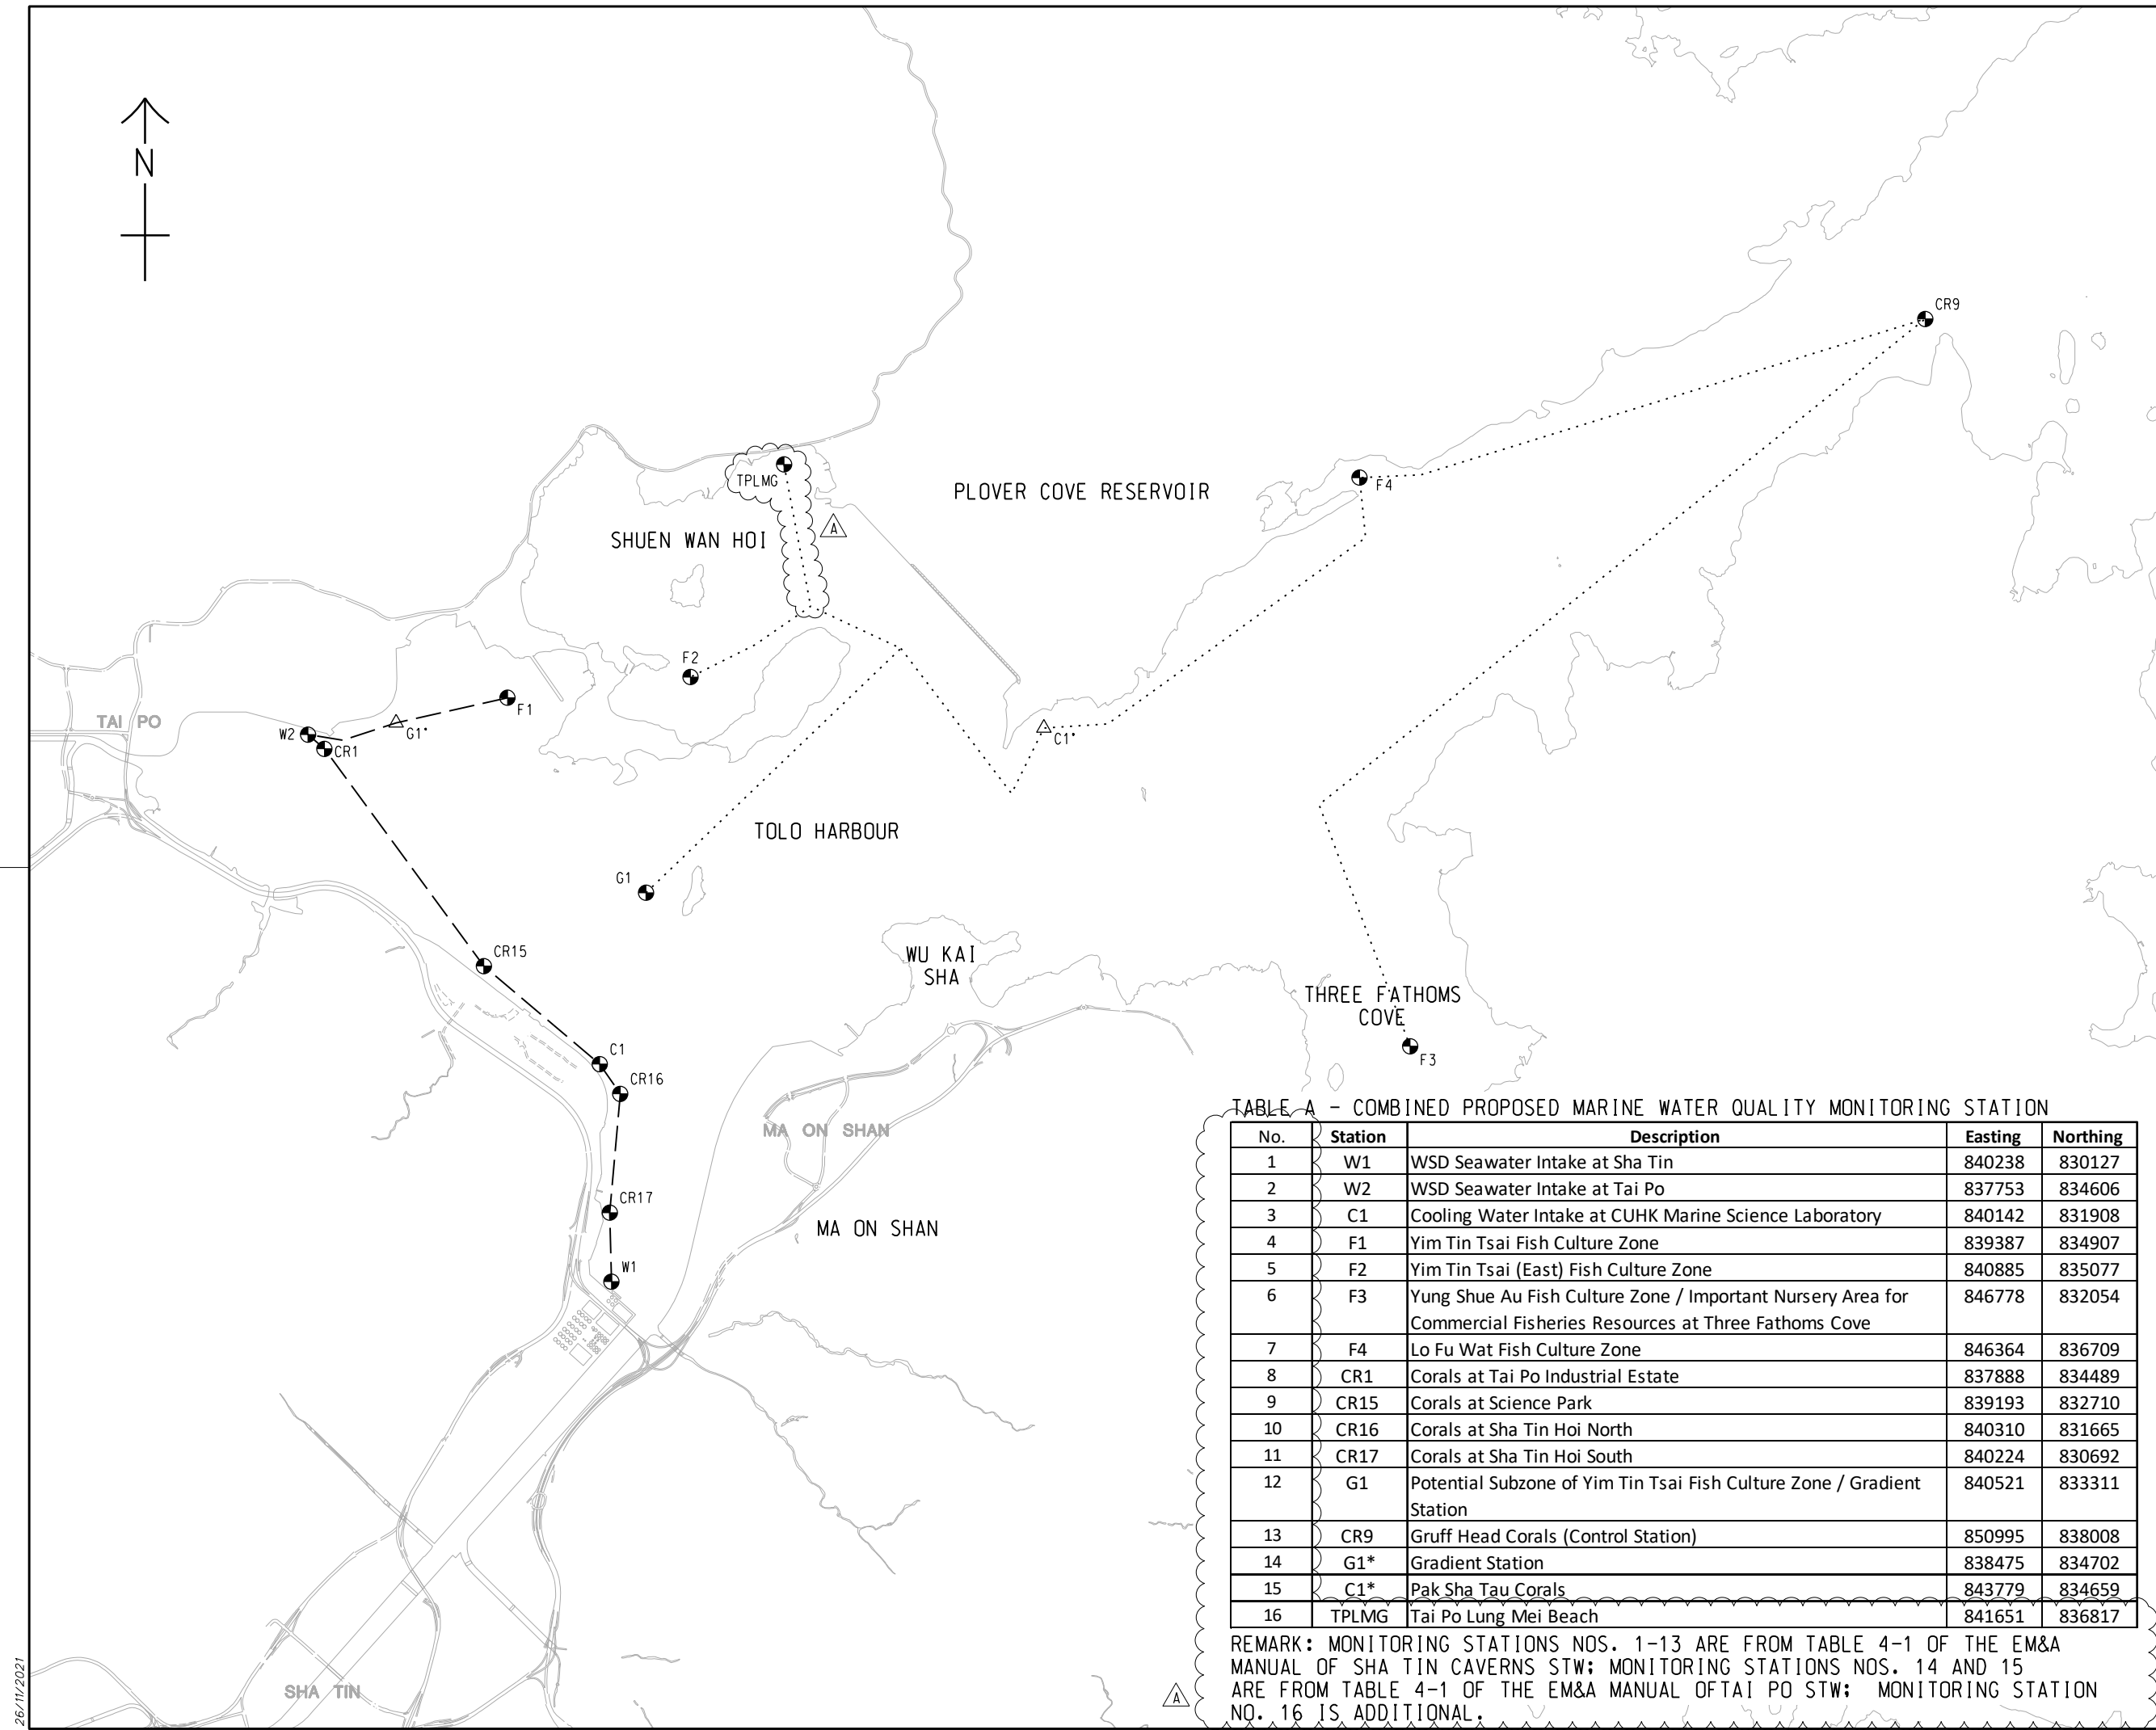 N
CR9
TPLMG
PLOVER COVE RESERVOIR
F4
A
SHUEN WAN HOI
F2
F1
TAI PO
G1*
W2
CR1
C1*
TOLO HARBOUR
G1
CR15
WU KAI
SHA
THREE FATHOMS
COVE
F3
C1
CR16
MA ON SHAN
CR17
MA ON SHAN
W1
SHA TIN
26/11/2021
A
TABLE A - COMBINED PROPOSED MARINE WATER QUALITY MONITORING STATION
No. Station Description Easting Northing
1 W1 WSD Seawater Intake at Sha Tin 840238 830127
2 W2 WSD Seawater Intake at Tai Po 837753 834606
3 C1 Cooling Water Intake at CUHK Marine Science Laboratory 840142 831908
4 F1 Yim Tin Tsai Fish Culture Zone 839387 834907
5 F2 Yim Tin Tsai (East) Fish Culture Zone 840885 835077
6 F3 Yung Shue Au Fish Culture Zone / Important Nursery Area for 846778 832054
Commercial Fisheries Resources at Three Fathoms Cove
7 F4 Lo Fu Wat Fish Culture Zone 846364 836709
8 CR1 Corals at Tai Po Industrial Estate 837888 834489
9 CR15 Corals at Science Park 839193 832710
10 CR16 Corals at Sha Tin Hoi North 840310 831665
11 CR17 Corals at Sha Tin Hoi South 840224 830692
12 G1 Potential Subzone of Yim Tin Tsai Fish Culture Zone / Gradient 840521 833311
Station
13 CR9 Gruff Head Corals (Control Station) 850995 838008
14 G1* Gradient Station 838475 834702
15 C1* Pak Sha Tau Corals 843779 834659
16 TPLMG Tai Po Lung Mei Beach 841651 836817
REMARK: MONITORING STATIONS NOS. 1-13 ARE FROM TABLE 4-1 OF THE EM&A
MANUAL OF SHA TIN CAVERNS STW; MONITORING STATIONS NOS. 14 AND 15
ARE FROM TABLE 4-1 OF THE EM&A MANUAL OFTAI PO STW; MONITORING STATION
NO. 16 IS ADDITIONAL.